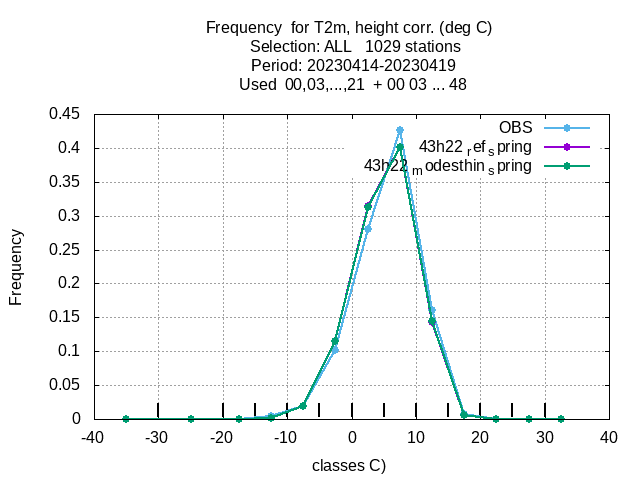 Frequency  for T2m, height corr. (deg C)
Selection: ALL   1029 stations
Period: 20230414-20230419
Used  00,03,...,21  + 00 03 ... 48
0.45
0.4
0.35
0.3
0.25
0.2
0.15
0.1
0.05
0
Frequency
OBS
43h22 ref spring
43h22 modesthin spring
-40 -30 -20 -10 0 10 20 30 40
classes C)